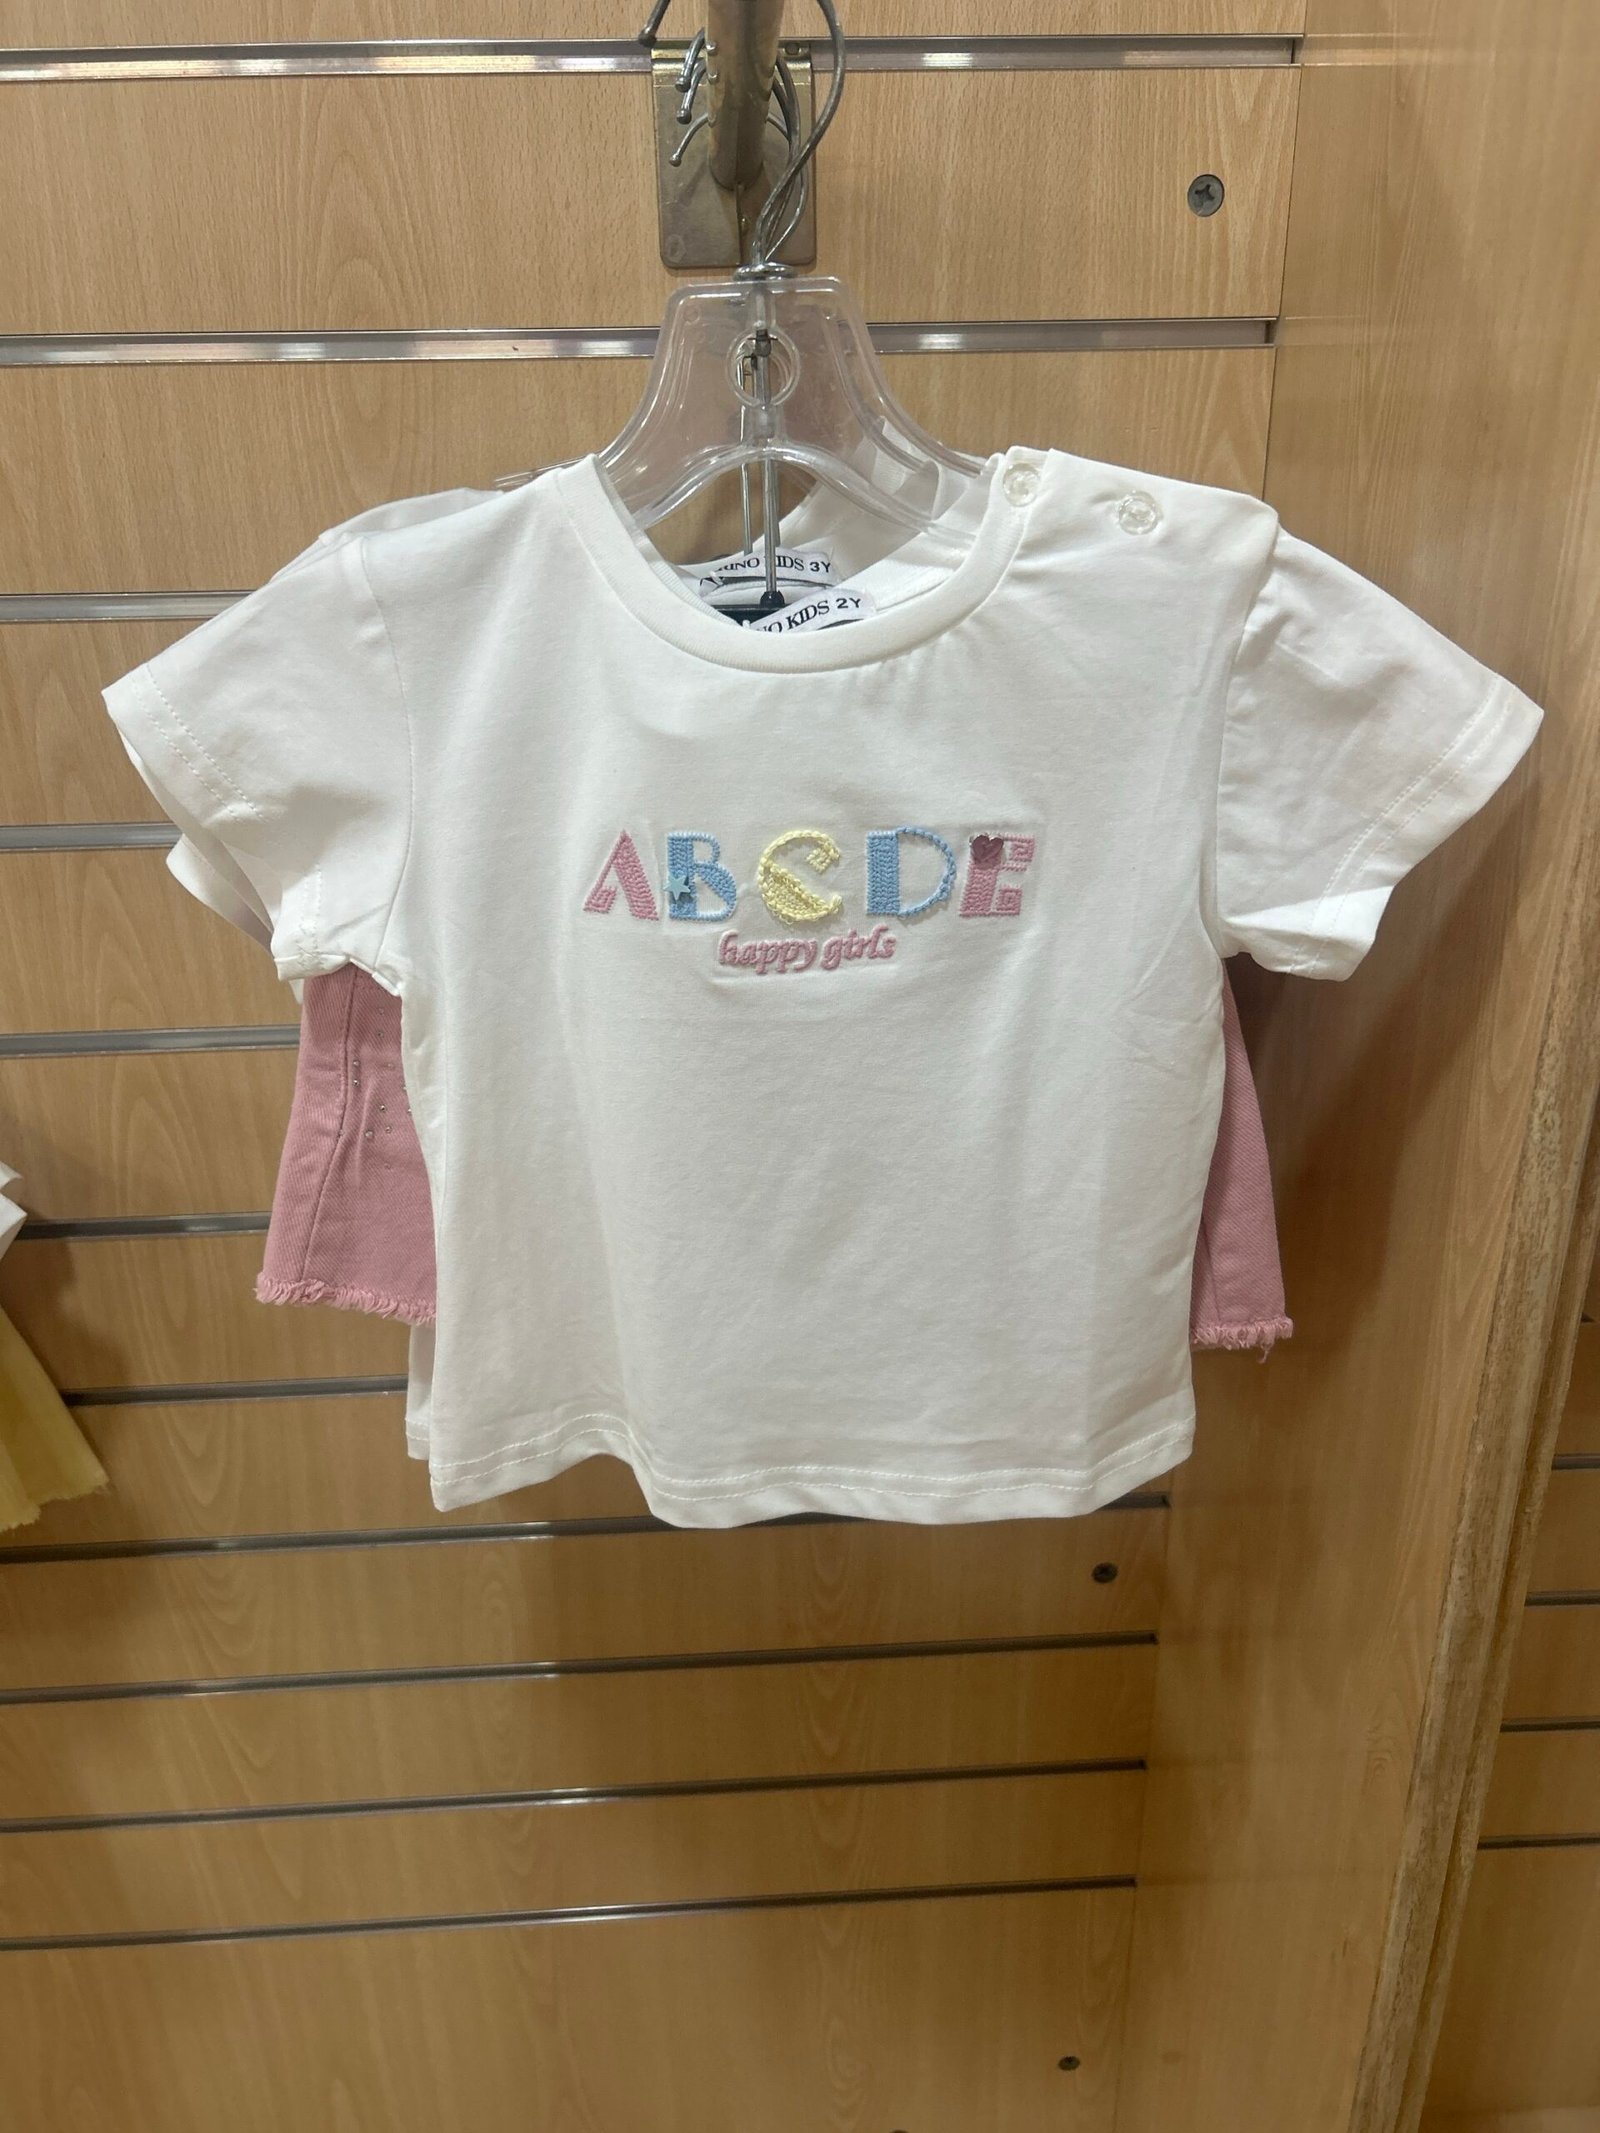 KIDS 3Y
KIDS 2Y
ABCDE
happy girls